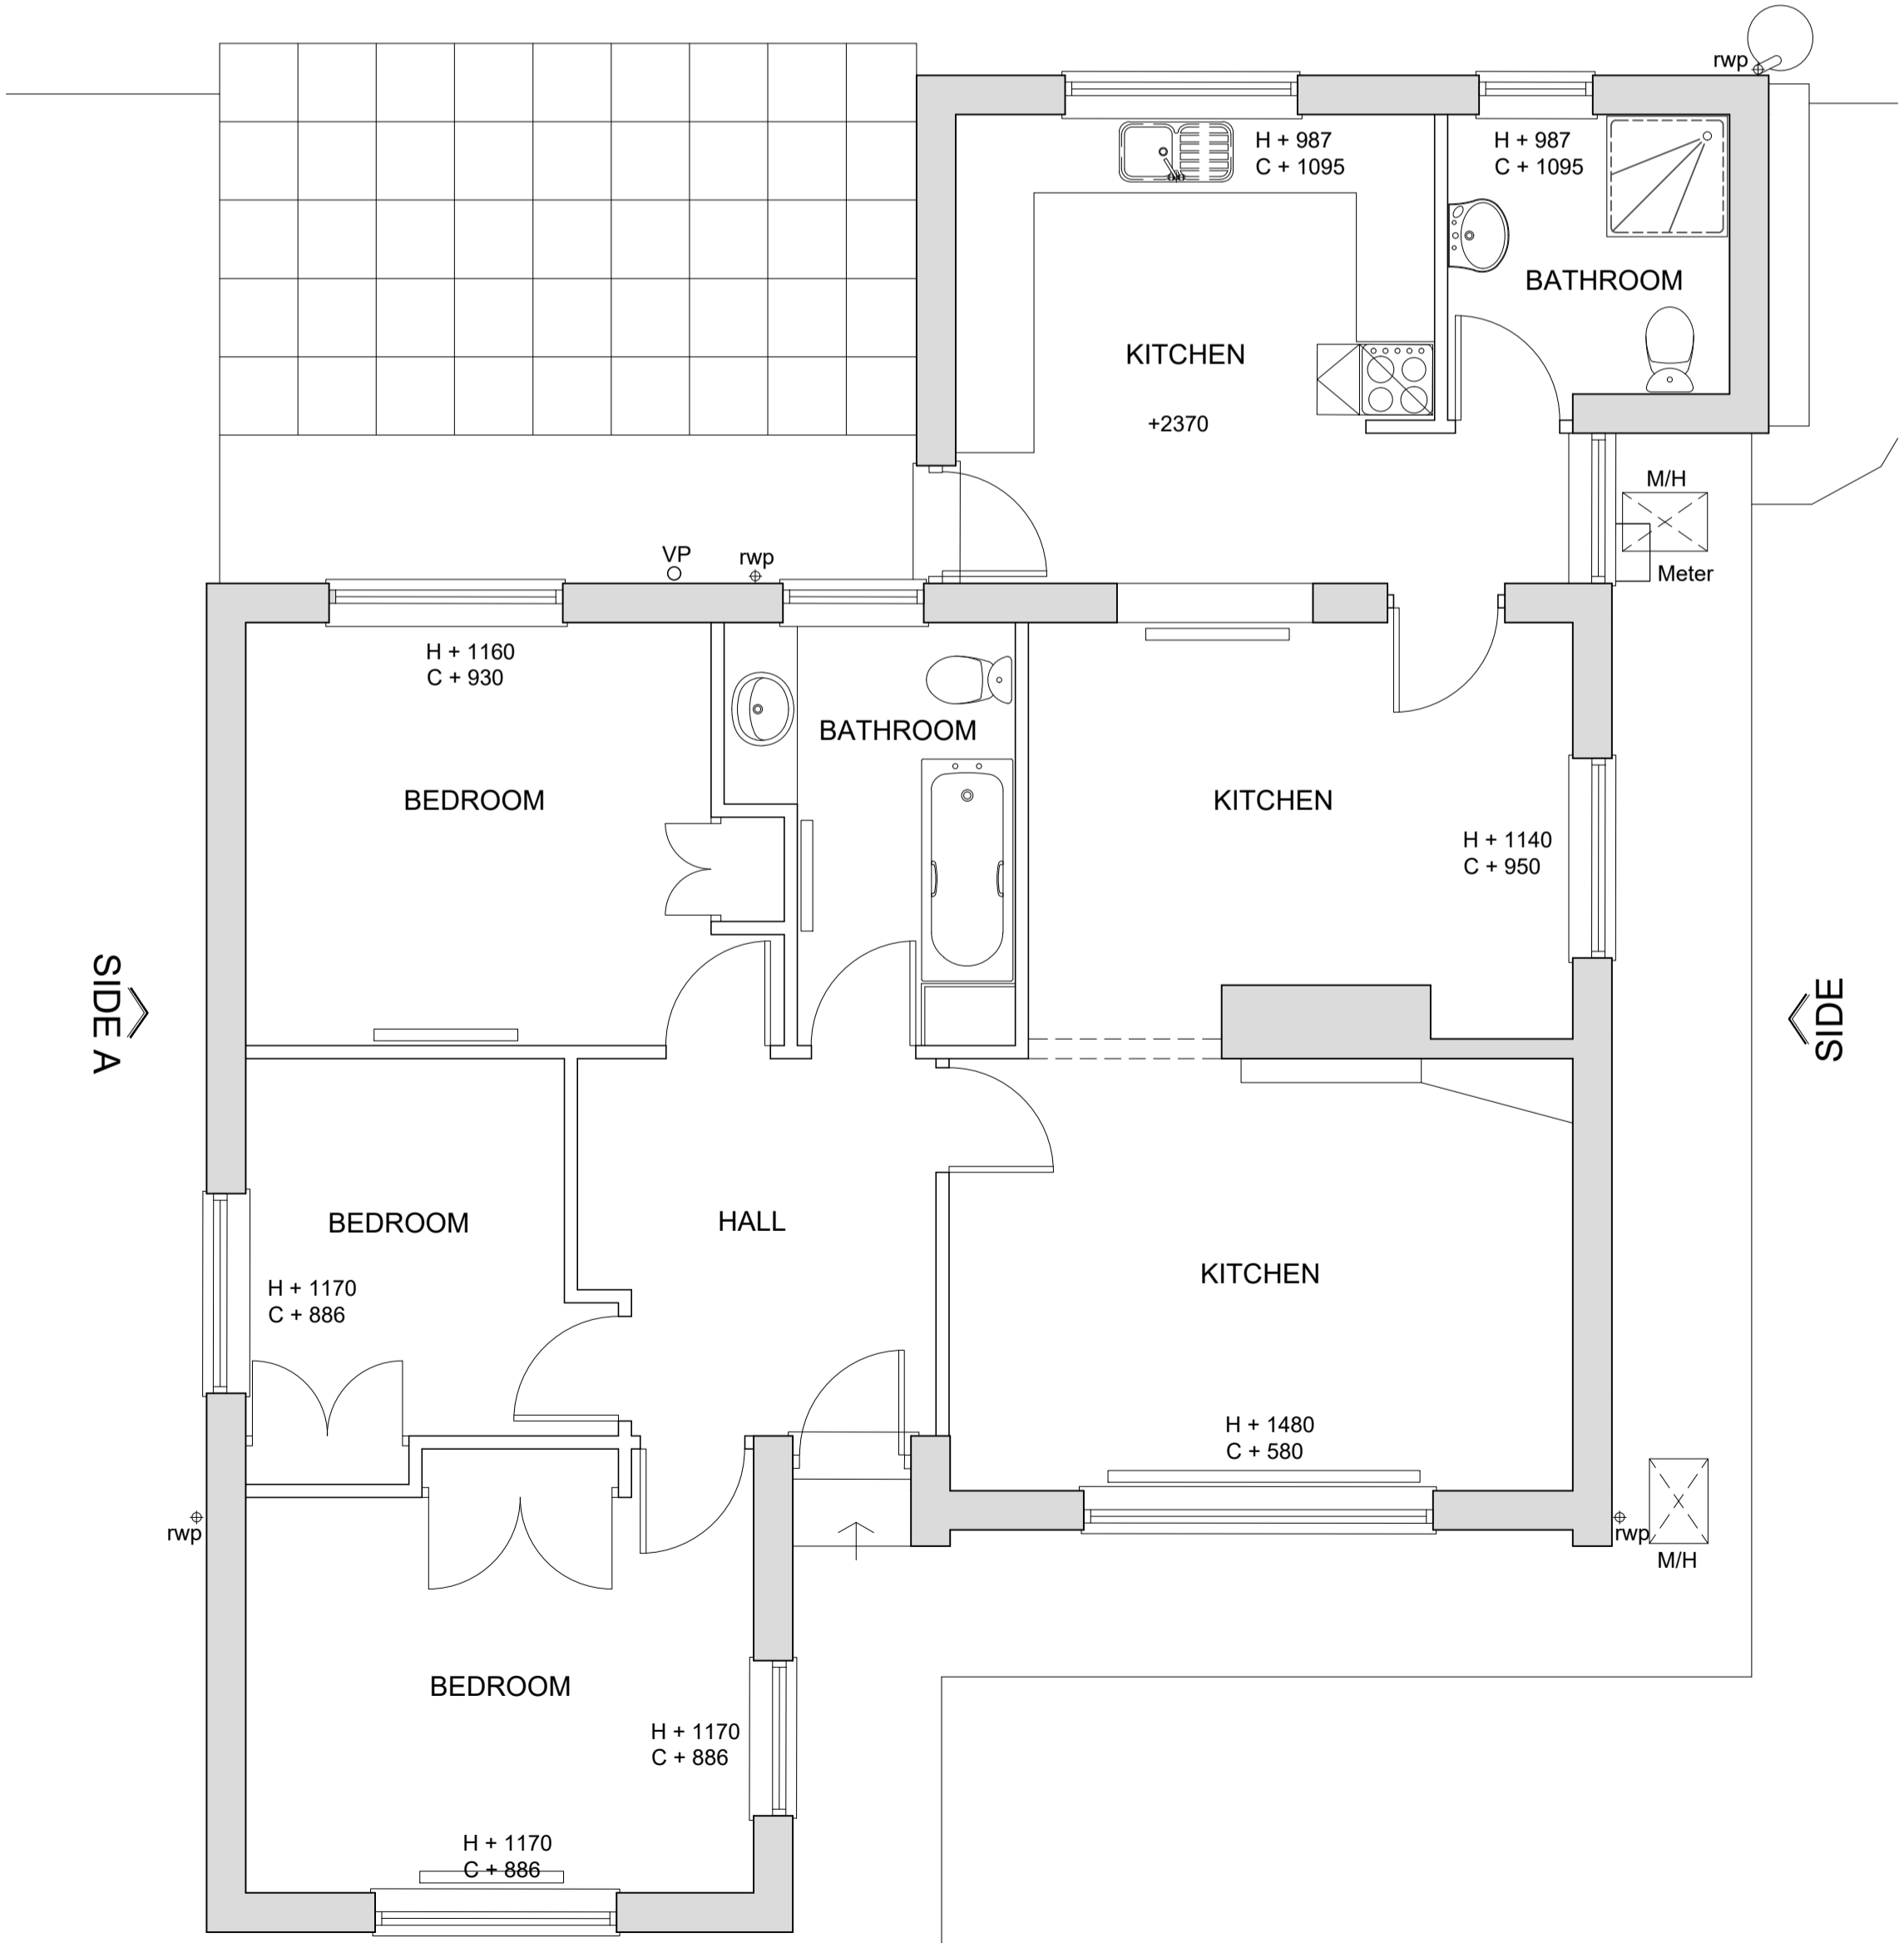 rwp
H + 987
C + 1095
H + 987
C + 1095
BATHROOM
KITCHEN
+2370
M/H
Meter
VP
rwp
H + 1160
C + 930
BATHROOM
BEDROOM
KITCHEN
H + 1140
C + 950
SIDE A
SIDE
BEDROOM
HALL
H + 1170
C + 886
KITCHEN
H + 1480
C + 580
rwp
rwp
M/H
BEDROOM
H + 1170
C + 886
H + 1170
C + 886